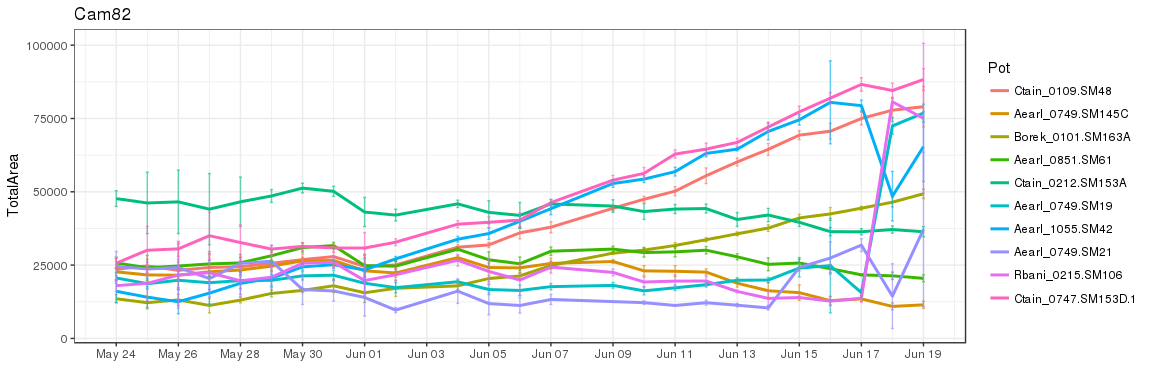 Cam82
TotalArea
100000
75000
50000
25000
0
May 24 May 26 May 28 May 30 Jun 01 Jun 03 Jun 05 Jun 07 Jun 09 Jun 11 Jun 13 Jun 15 Jun 17 Jun 19
Pot
Ctain_0109.SM48
Aearl_0749.SM145C
Borek_0101.SM163A
Aearl_0851.SM61
Ctain_0212.SM153A
Aearl_0749.SM19
Aearl_1055.SM42
Aearl_0749.SM21
Rbani_0215.SM106
Ctain_0747.SM153D.1